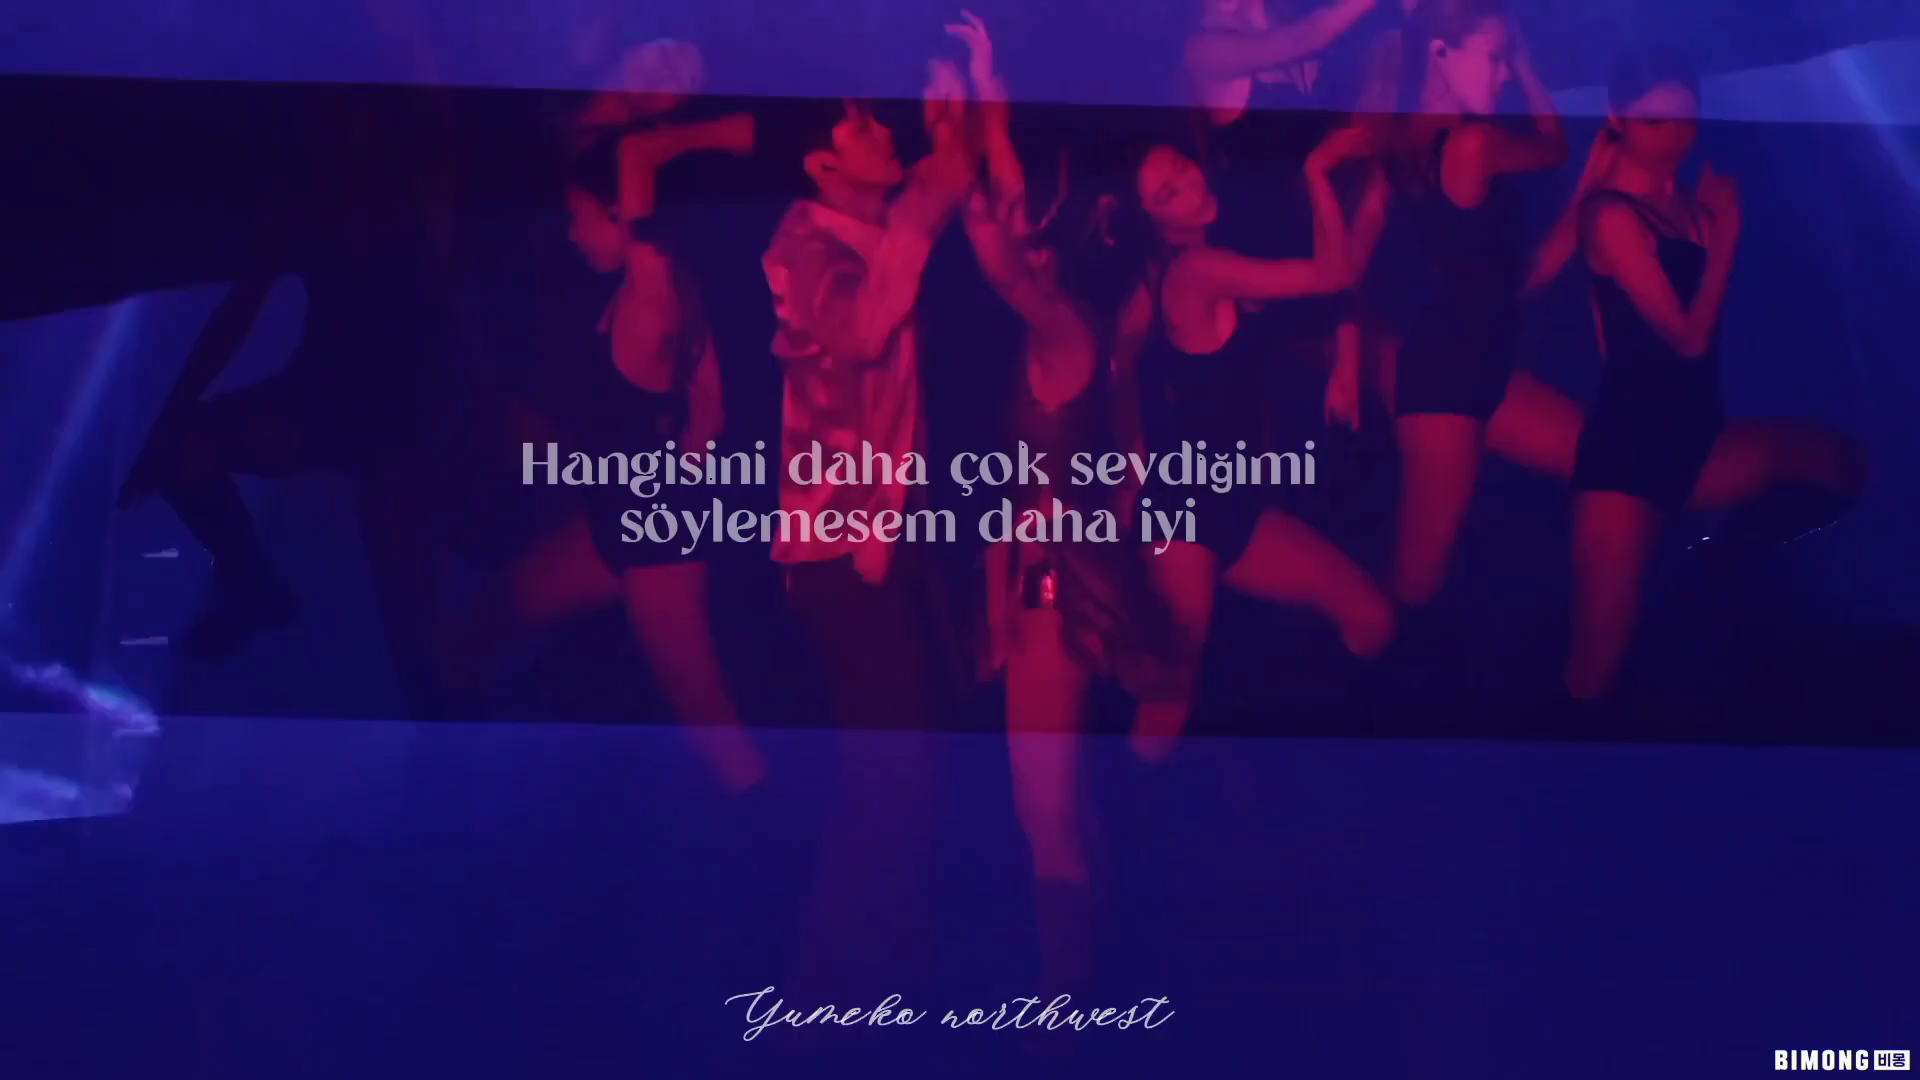 Hangisini daha çok sevdiğimi
söylemesem daha iyi
Yumeko northwest
BIMONG 비몽